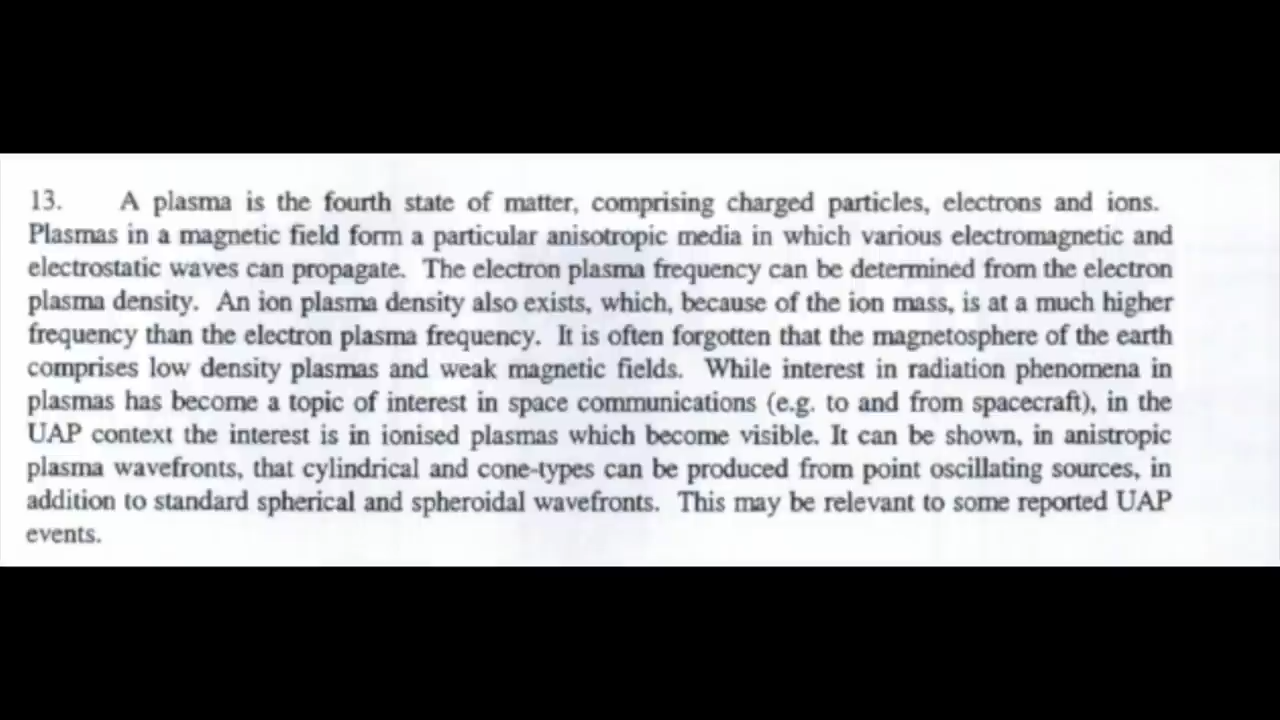 13. A plasma is the fourth state of matter, comprising charged particles, electrons and ions.
Plasmas in a magnetic field form a particular anisotropic media in which various electromagnetic and
electrostatic waves can propagate. The electron plasma frequency can be determined from the electron
plasma density. An ion plasma density also exists, which, because of the ion mass, is at a much higher
frequency than the electron plasma frequency. It is often forgotten that the magnetosphere of the earth
comprises low density plasmas and weak magnetic fields. While interest in radiation phenomena in
plasmas has become a topic of interest in space communications (e.g. to and from spacecraft), in the
UAP context the interest is in ionised plasmas which become visible. It can be shown, in anistropic
plasma wavefronts, that cylindrical and cone-types can be produced from point oscillating sources, in
addition to standard spherical and spheroidal wavefronts. This may be relevant to some reported UAP
events.